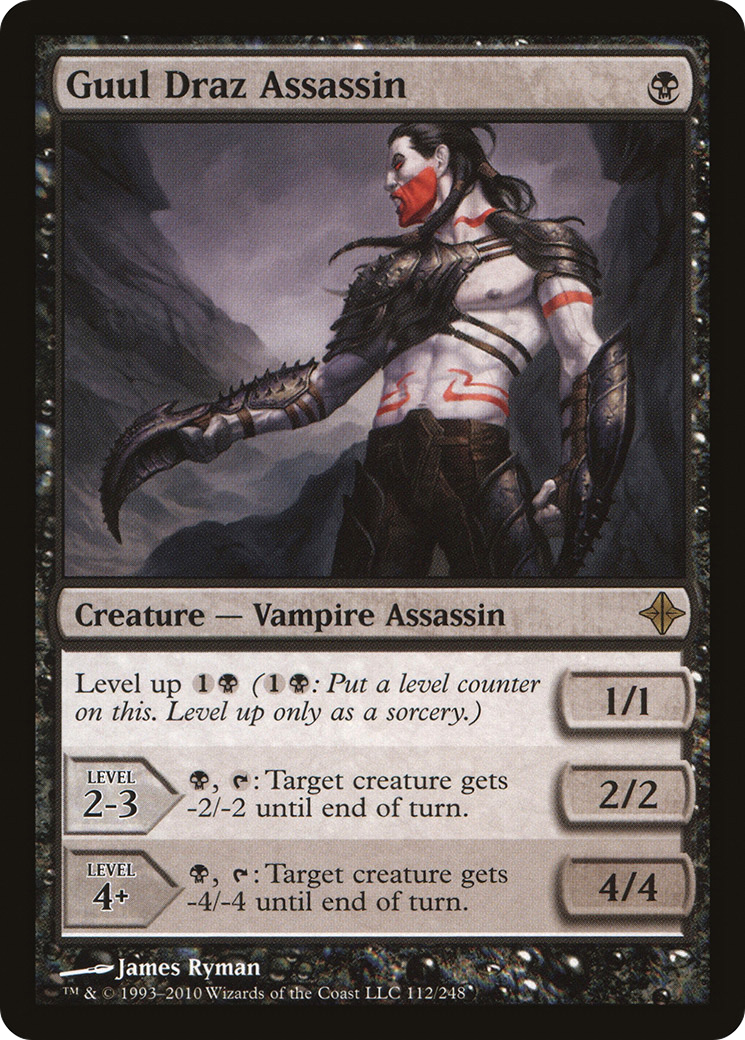 Guul Draz Assassin
Creature — Vampire Assassin
Level up 1 (1: Put a level counter
on this. Level up only as a sorcery.)
1/1
LEVEL
2-3
, : Target creature gets
-2/-2 until end of turn.
2/2
LEVEL
4+
, : Target creature gets
-4/-4 until end of turn.
4/4
James Ryman
™ & © 1993–2010 Wizards of the Coast LLC 112/248